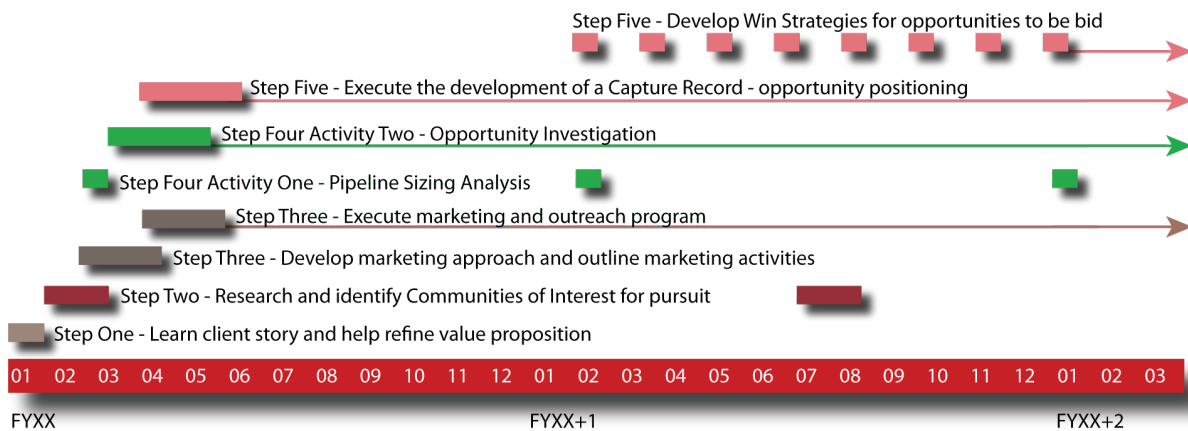 Step Five - Develop Win Strategies for opportunities to be bid
Step Five - Execute the development of a Capture Record - opportunity positioning
Step Four Activity Two - Opportunity Investigation
Step Four Activity One - Pipeline Sizing Analysis
Step Three - Execute marketing and outreach program
Step Three - Develop marketing approach and outline marketing activities
Step Two - Research and identify Communities of Interest for pursuit
Step One - Learn client story and help refine value proposition
01 02 03 04 05 06 07 08 09 10 11 12 01 02 03 04 05 06 07 08 09 10 11 12 01 02 03
FYXX FYXX+1 FYXX+2